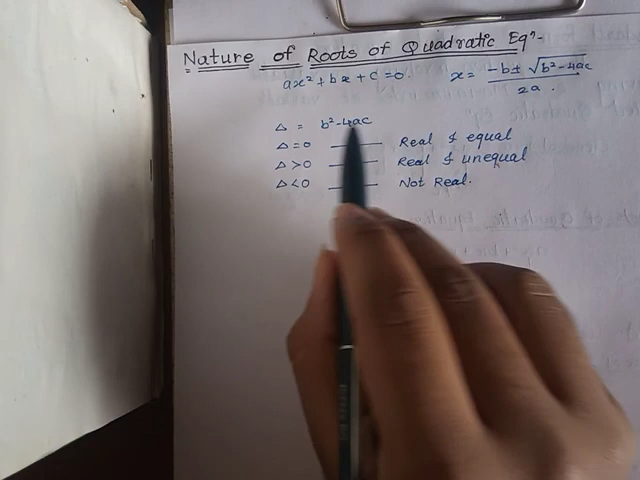 Nature of Roots of Quadratic Eqⁿ-
ax² + bx + c = 0. x = -b ± √b² - 4ac / 2a.
Δ = b² - 4ac
Δ = 0 —— Real & equal
Δ > 0 —— Real & unequal
Δ < 0 —— Not Real.